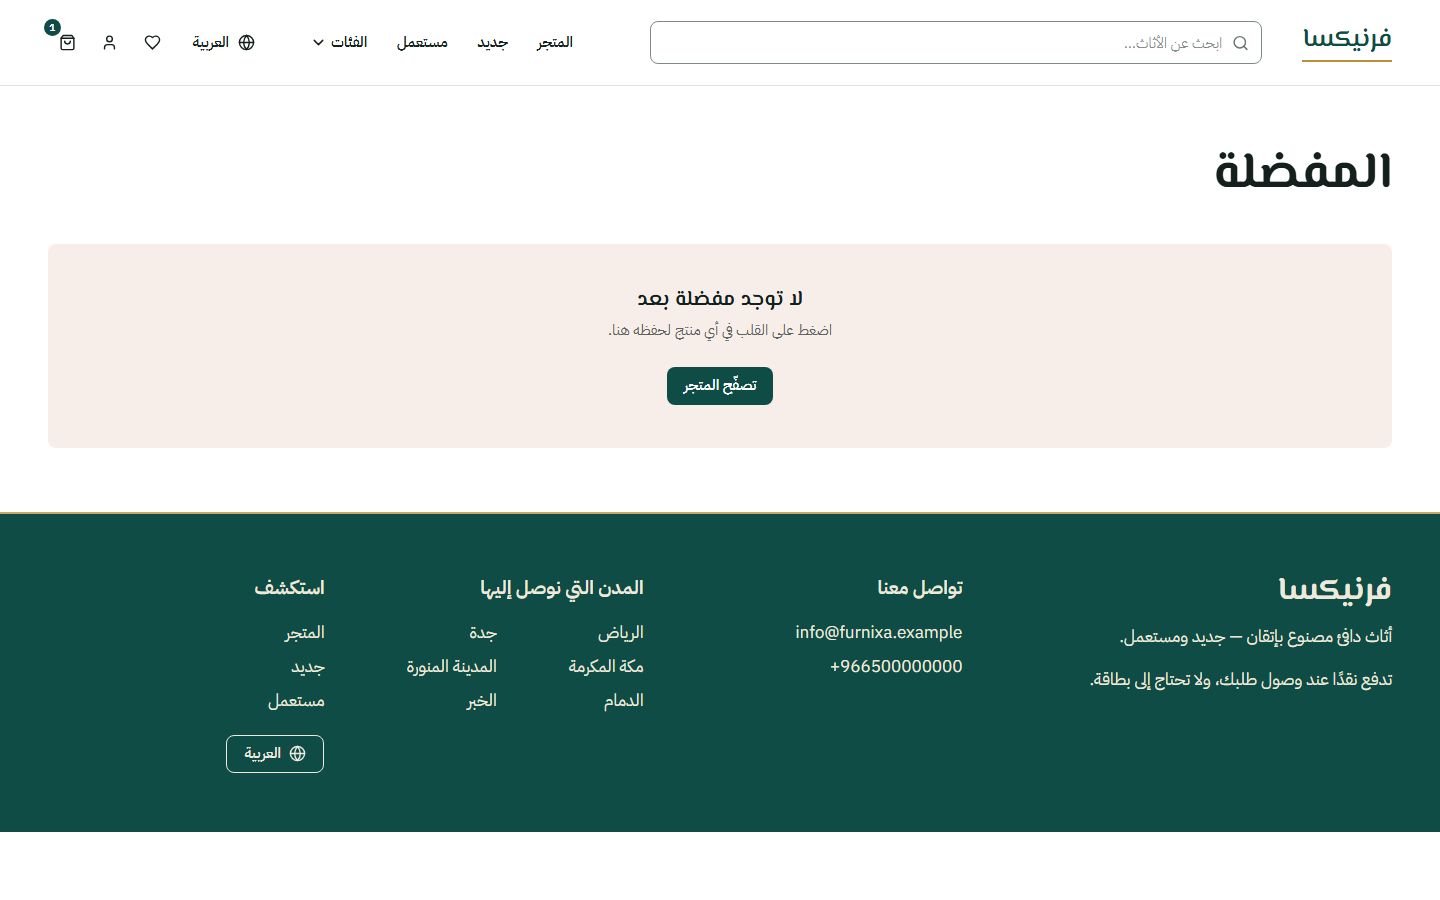 فرنيكسا
ابحث عن الأثاث...
المتجر
جديد
مستعمل
الفئات
العربية
1
المفضلة
لا توجد مفضلة بعد
اضغط على القلب في أي منتج لحفظه هنا.
تصفّح المتجر
فرنيكسا
أثاث دافئ مصنوع بإتقان — جديد ومستعمل.
تدفع نقدًا عند وصول طلبك، ولا تحتاج إلى بطاقة.
تواصل معنا
info@furnixa.example
+966500000000
المدن التي نوصل إليها
الرياض
جدة
مكة المكرمة
المدينة المنورة
الدمام
الخبر
استكشف
المتجر
جديد
مستعمل
العربية